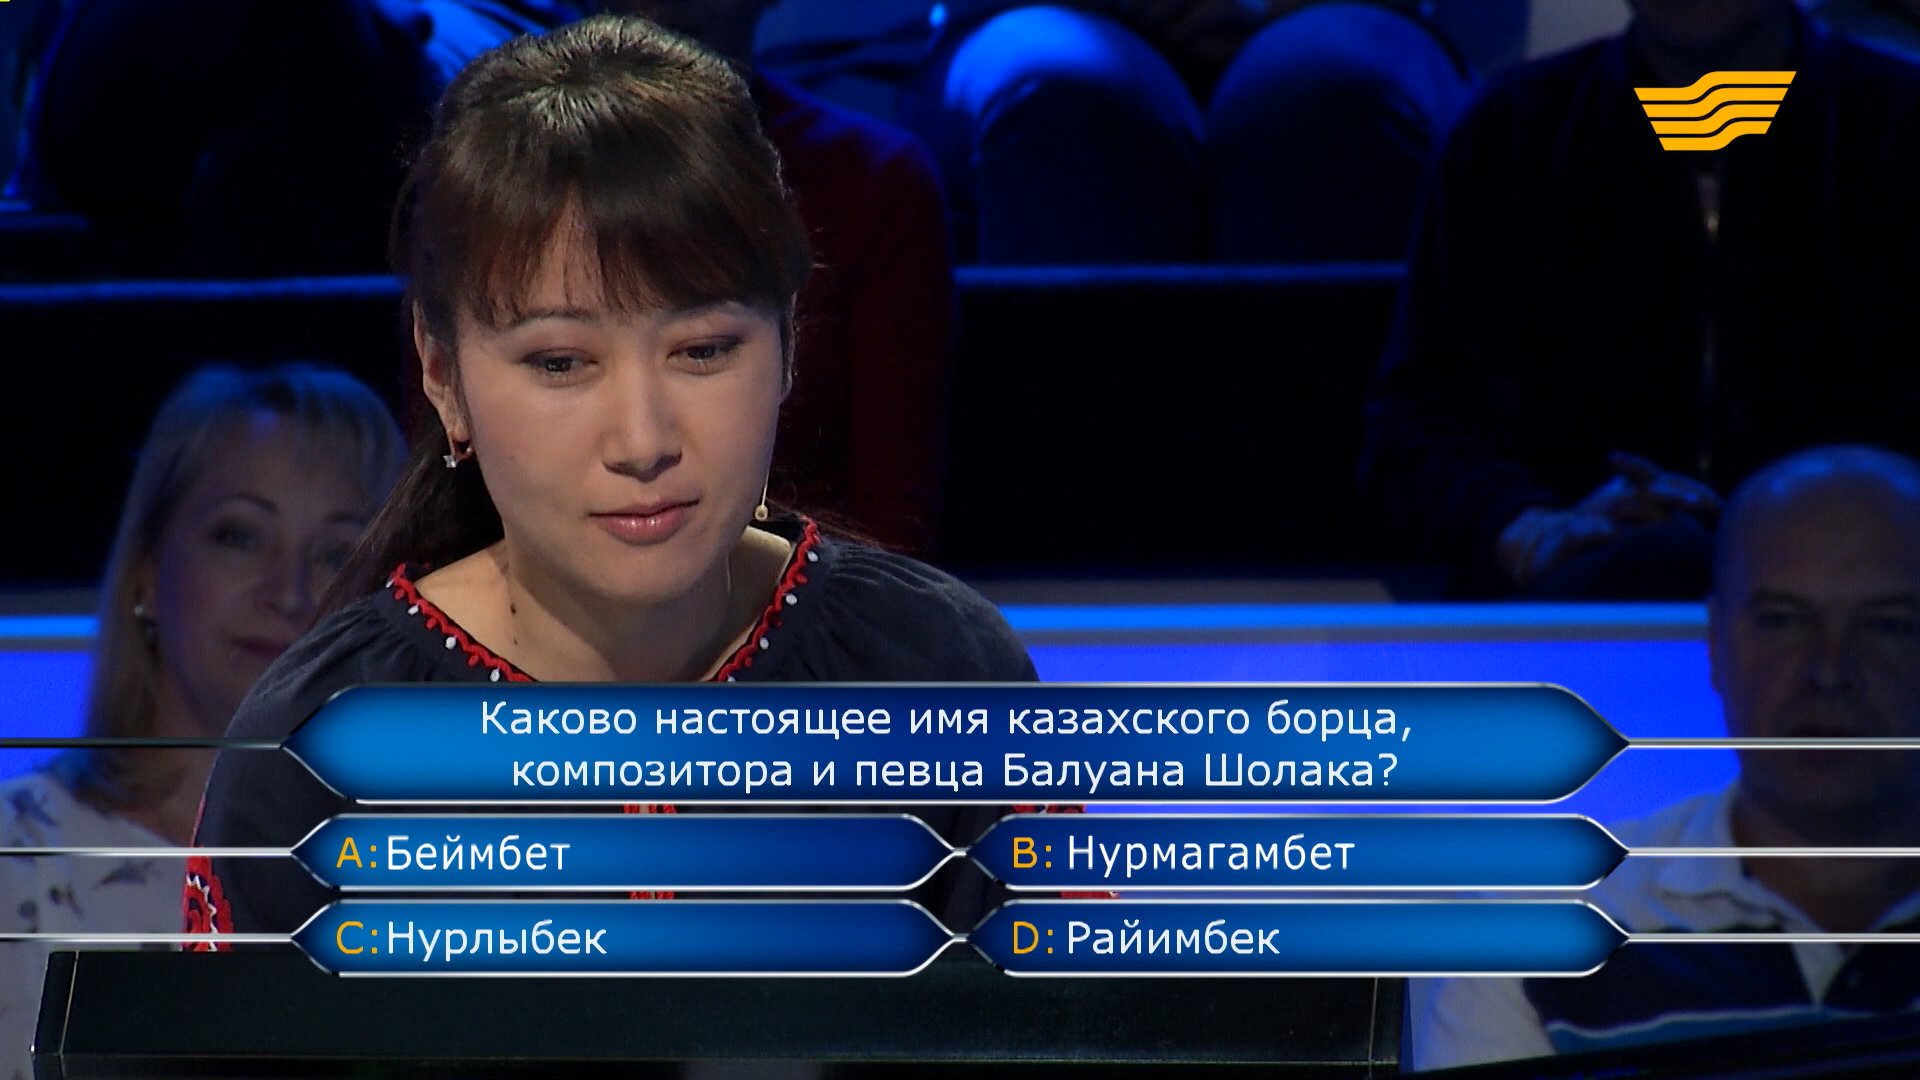 Каково настоящее имя казахского борца,
композитора и певца Балуана Шолака?
A: Беймбет
B: Нурмагамбет
C: Нурлыбек
D: Райимбек